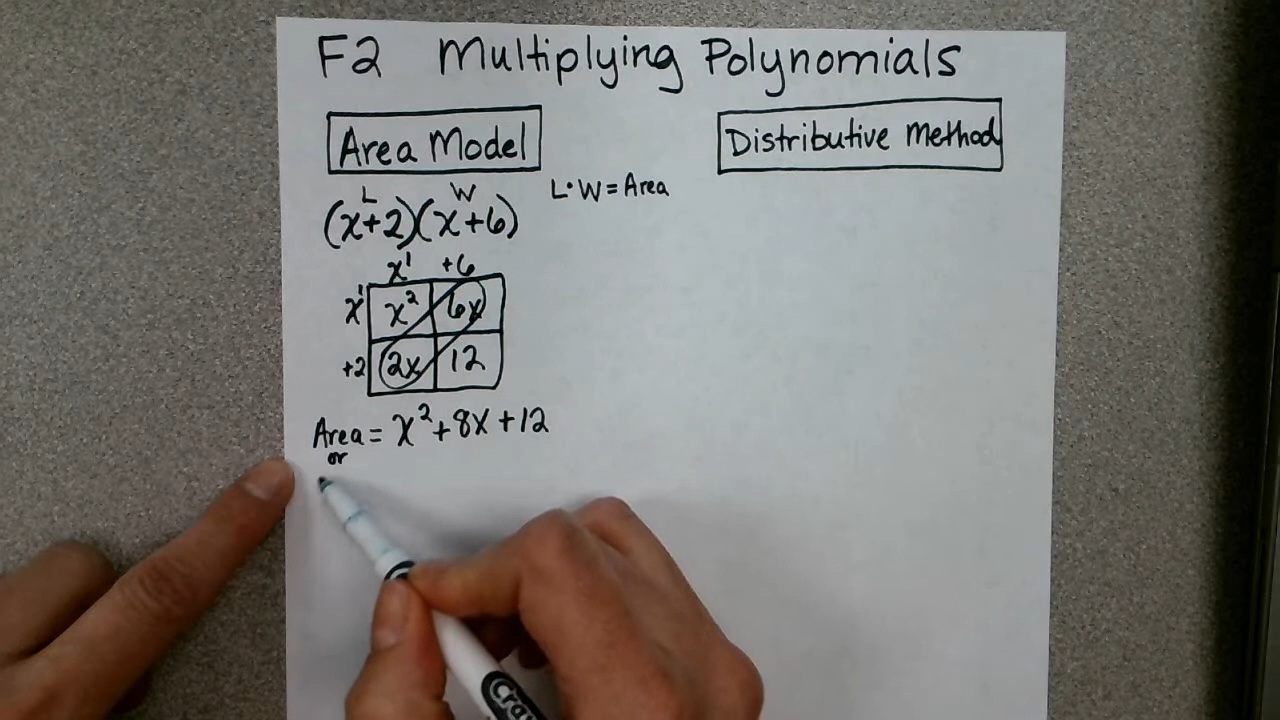 F2 Multiplying Polynomials
Area Model
L W
(x+2)(x+6)
L·W = Area
x¹ +6
x¹ x² 6x
+2 2x 12
Area = x² + 8x + 12
or
Distributive Method